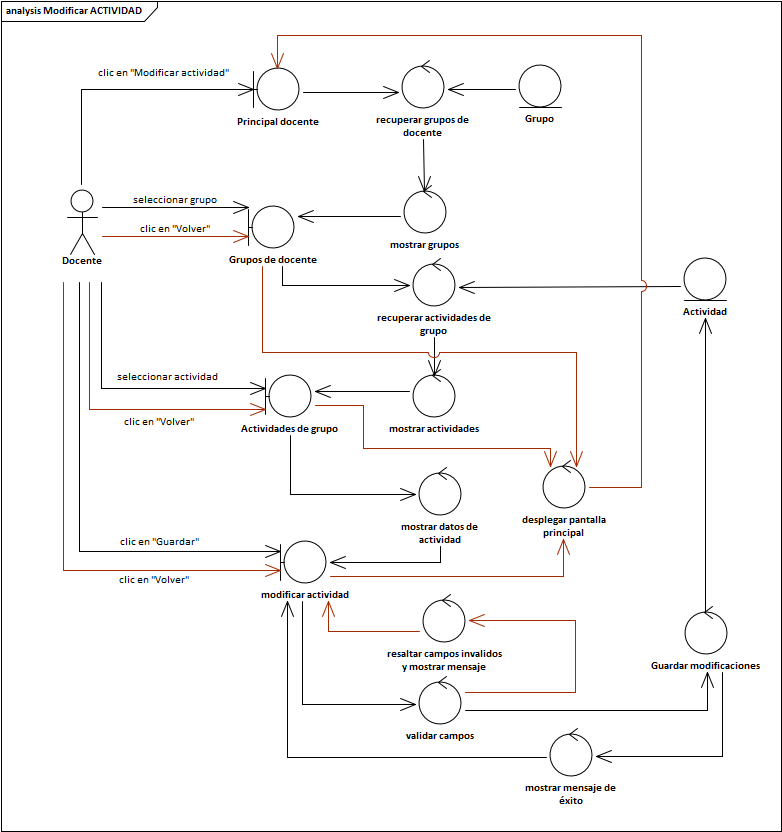 analysis Modificar ACTIVIDAD
clic en "Modificar actividad"
Principal docente
recuperar grupos de
docente
Grupo
seleccionar grupo
clic en "Volver"
Docente
Grupos de docente
mostrar grupos
recuperar actividades de
grupo
Actividad
seleccionar actividad
clic en "Volver"
Actividades de grupo
mostrar actividades
mostrar datos de
actividad
desplegar pantalla
principal
clic en "Guardar"
clic en "Volver"
modificar actividad
resaltar campos invalidos
y mostrar mensaje
Guardar modificaciones
validar campos
mostrar mensaje de
éxito